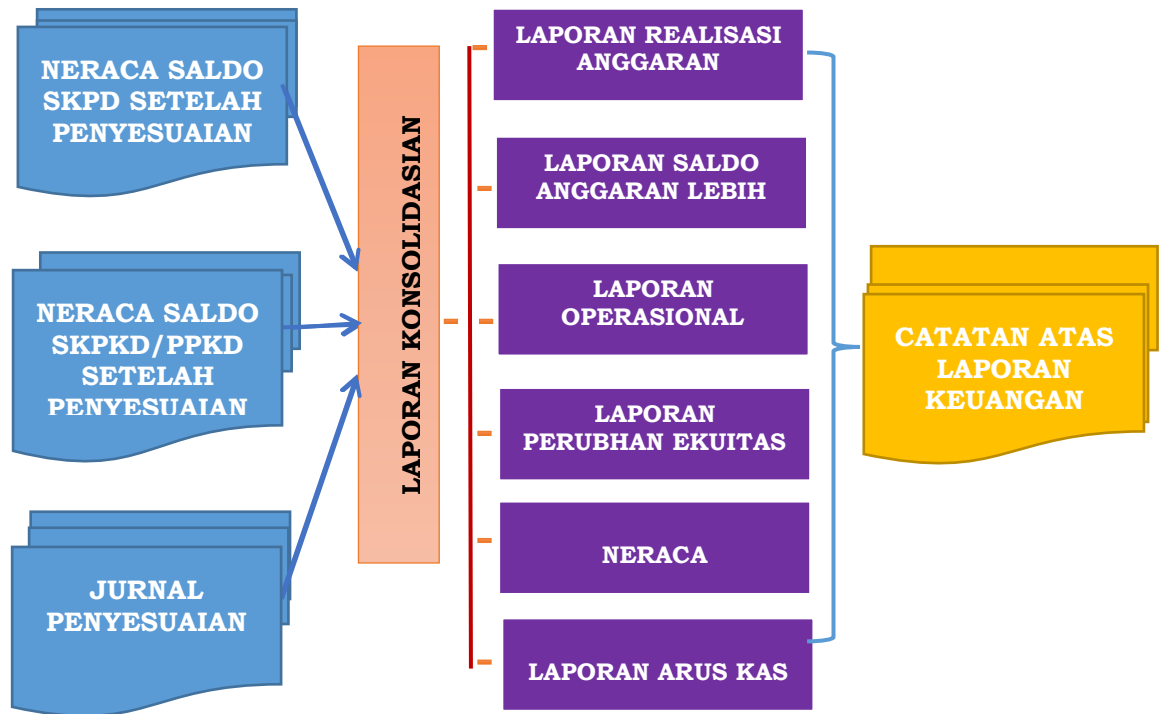 NERACA SALDO
SKPD SETELAH
PENYESUAIAN
NERACA SALDO
SKPKD/PPKD
SETELAH
PENYESUAIAN
JURNAL
PENYESUAIAN
LAPORAN KONSOLIDASIAN
LAPORAN REALISASI
ANGGARAN
LAPORAN SALDO
ANGGARAN LEBIH
LAPORAN
OPERASIONAL
LAPORAN
PERUBHAN EKUITAS
NERACA
LAPORAN ARUS KAS
CATATAN ATAS
LAPORAN
KEUANGAN